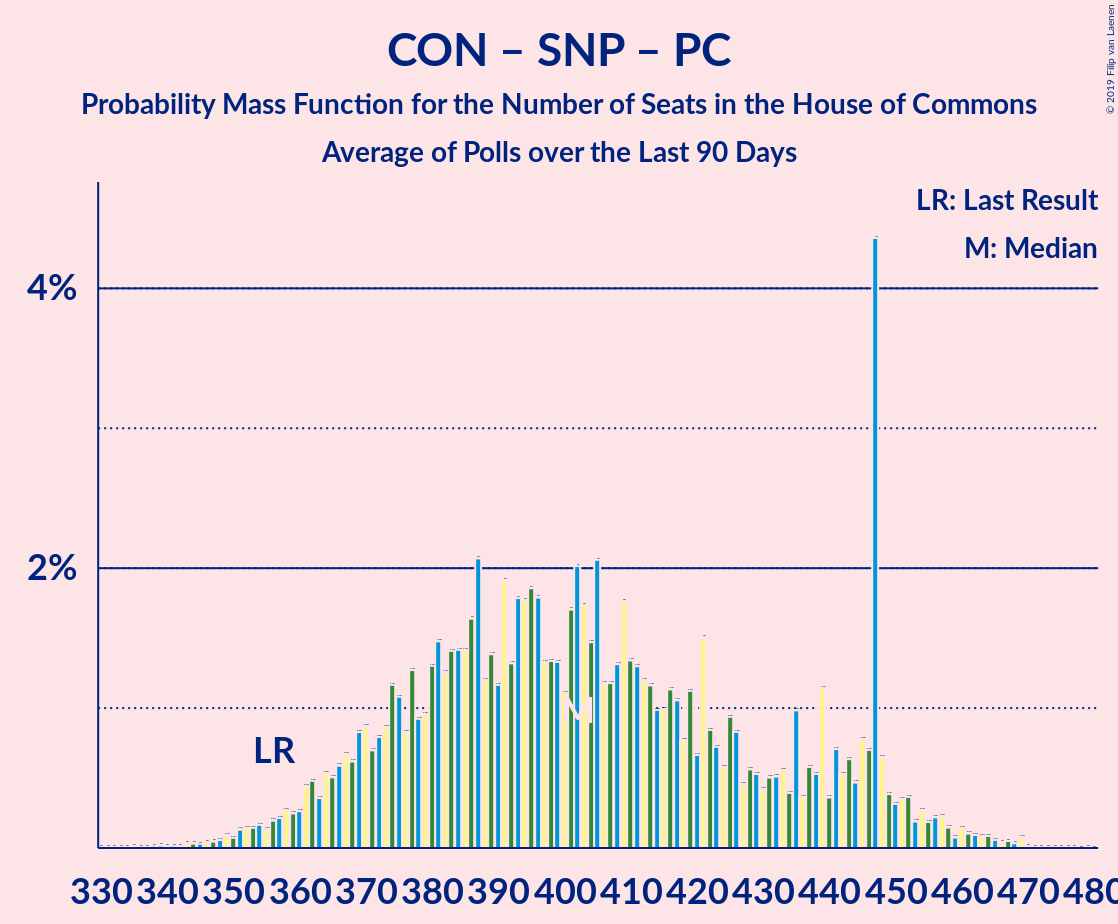 CON – SNP – PC
Probability Mass Function for the Number of Seats in the House of Commons
Average of Polls over the Last 90 Days
© 2019 Filip van Laenen
LR: Last Result
M: Median
4%
2%
LR
M
330 340 350 360 370 380 390 400 410 420 430 440 450 460 470 480